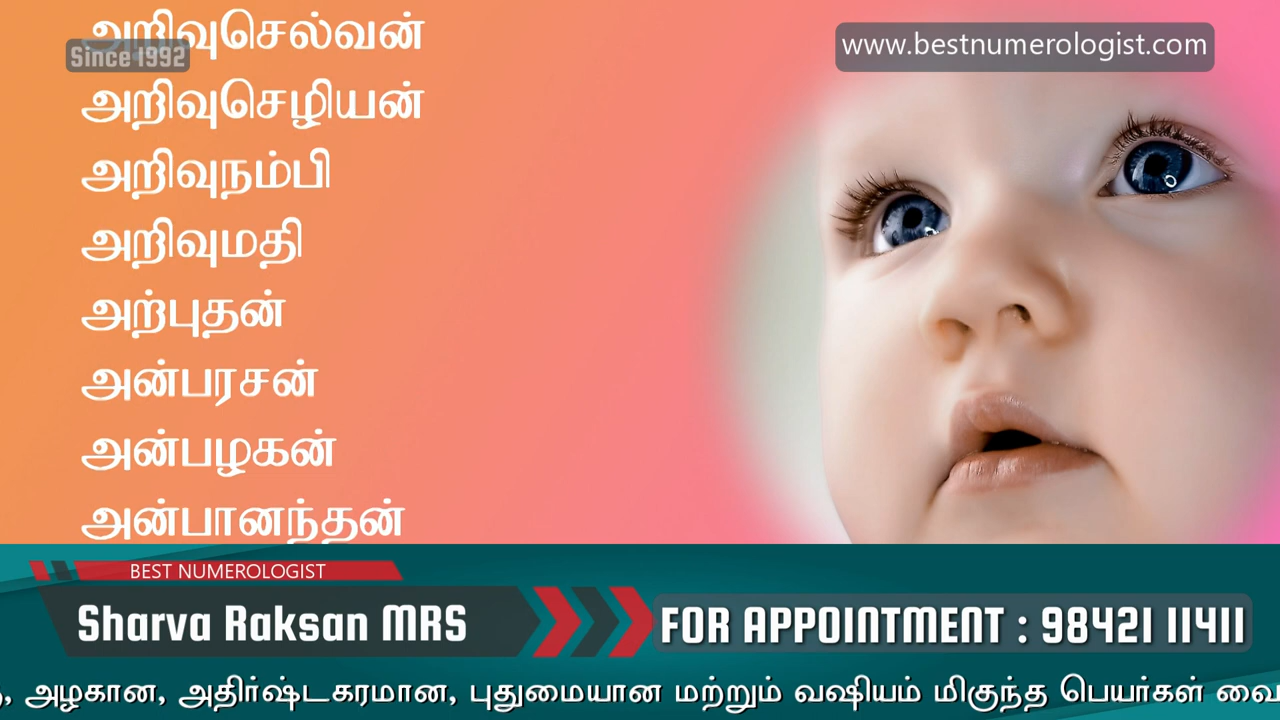 அறிவுசெல்வன்
Since 1992
www.bestnumerologist.com
அறிவுசெழியன்
அறிவுநம்பி
அறிவுமதி
அற்புதன்
அன்பரசன்
அன்பழகன்
அன்பானந்தன்
BEST NUMEROLOGIST
Sharva Raksan MRS
FOR APPOINTMENT : 98421 11411
அழகான, அதிர்ஷ்டகரமான, புதுமையான மற்றும் வஷியம் மிகுந்த பெயர்கள்